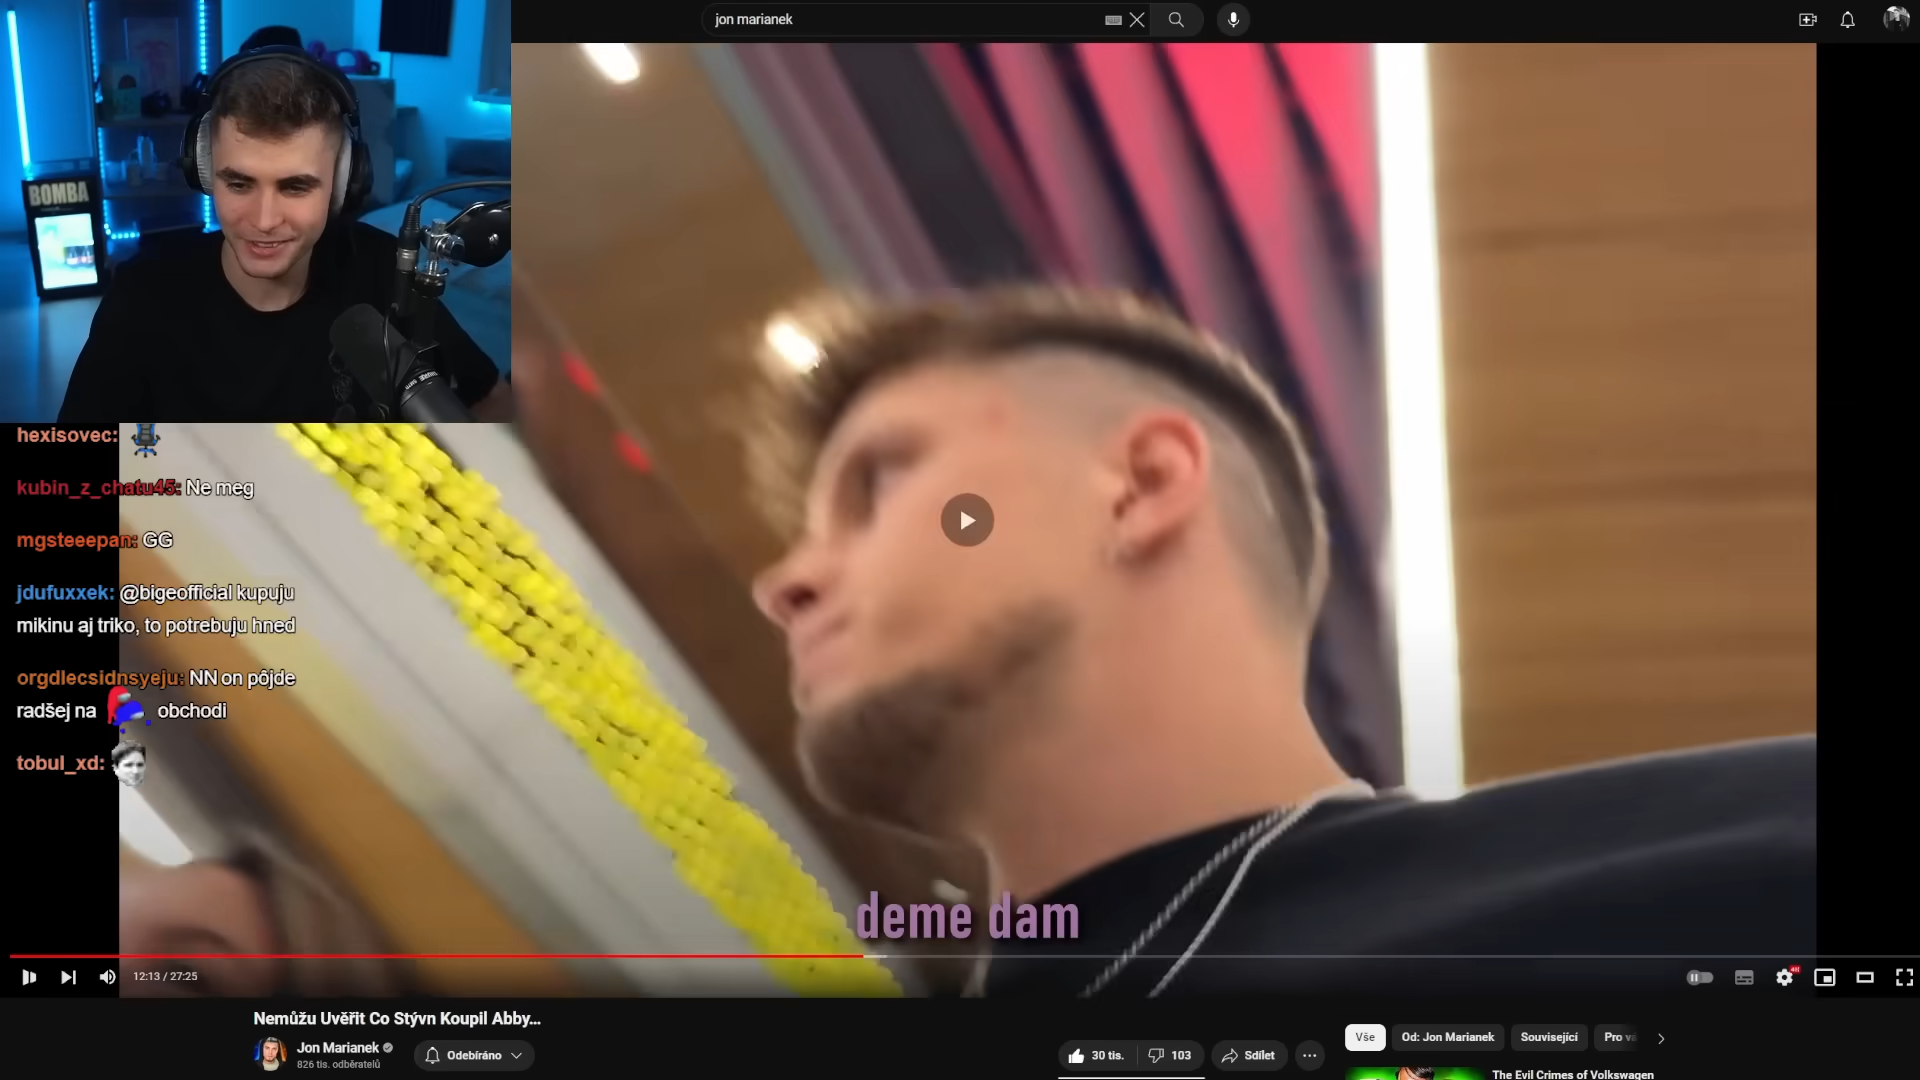 jon marianek
BOMBA
hexisovec:
kubin_z_chatu45: Ne meg
mgsteeepan: GG
jdufuxxek: @bigeofficial kupuju
mikinu aj triko, to potrebuju hned
orgdlecsidnsyeju: NN on pôjde
radšej na obchodi
tobul_xd:
deme dam
12:13 / 27:25
Nemůžu Uvěřit Co Stývn Koupil Abby...
Jon Marianek
826 tis. odběratelů
Odebíráno
30 tis.
103
Sdílet
Vše
Od: Jon Marianek
Související
Pro
The Evil Crimes of Volkswagen